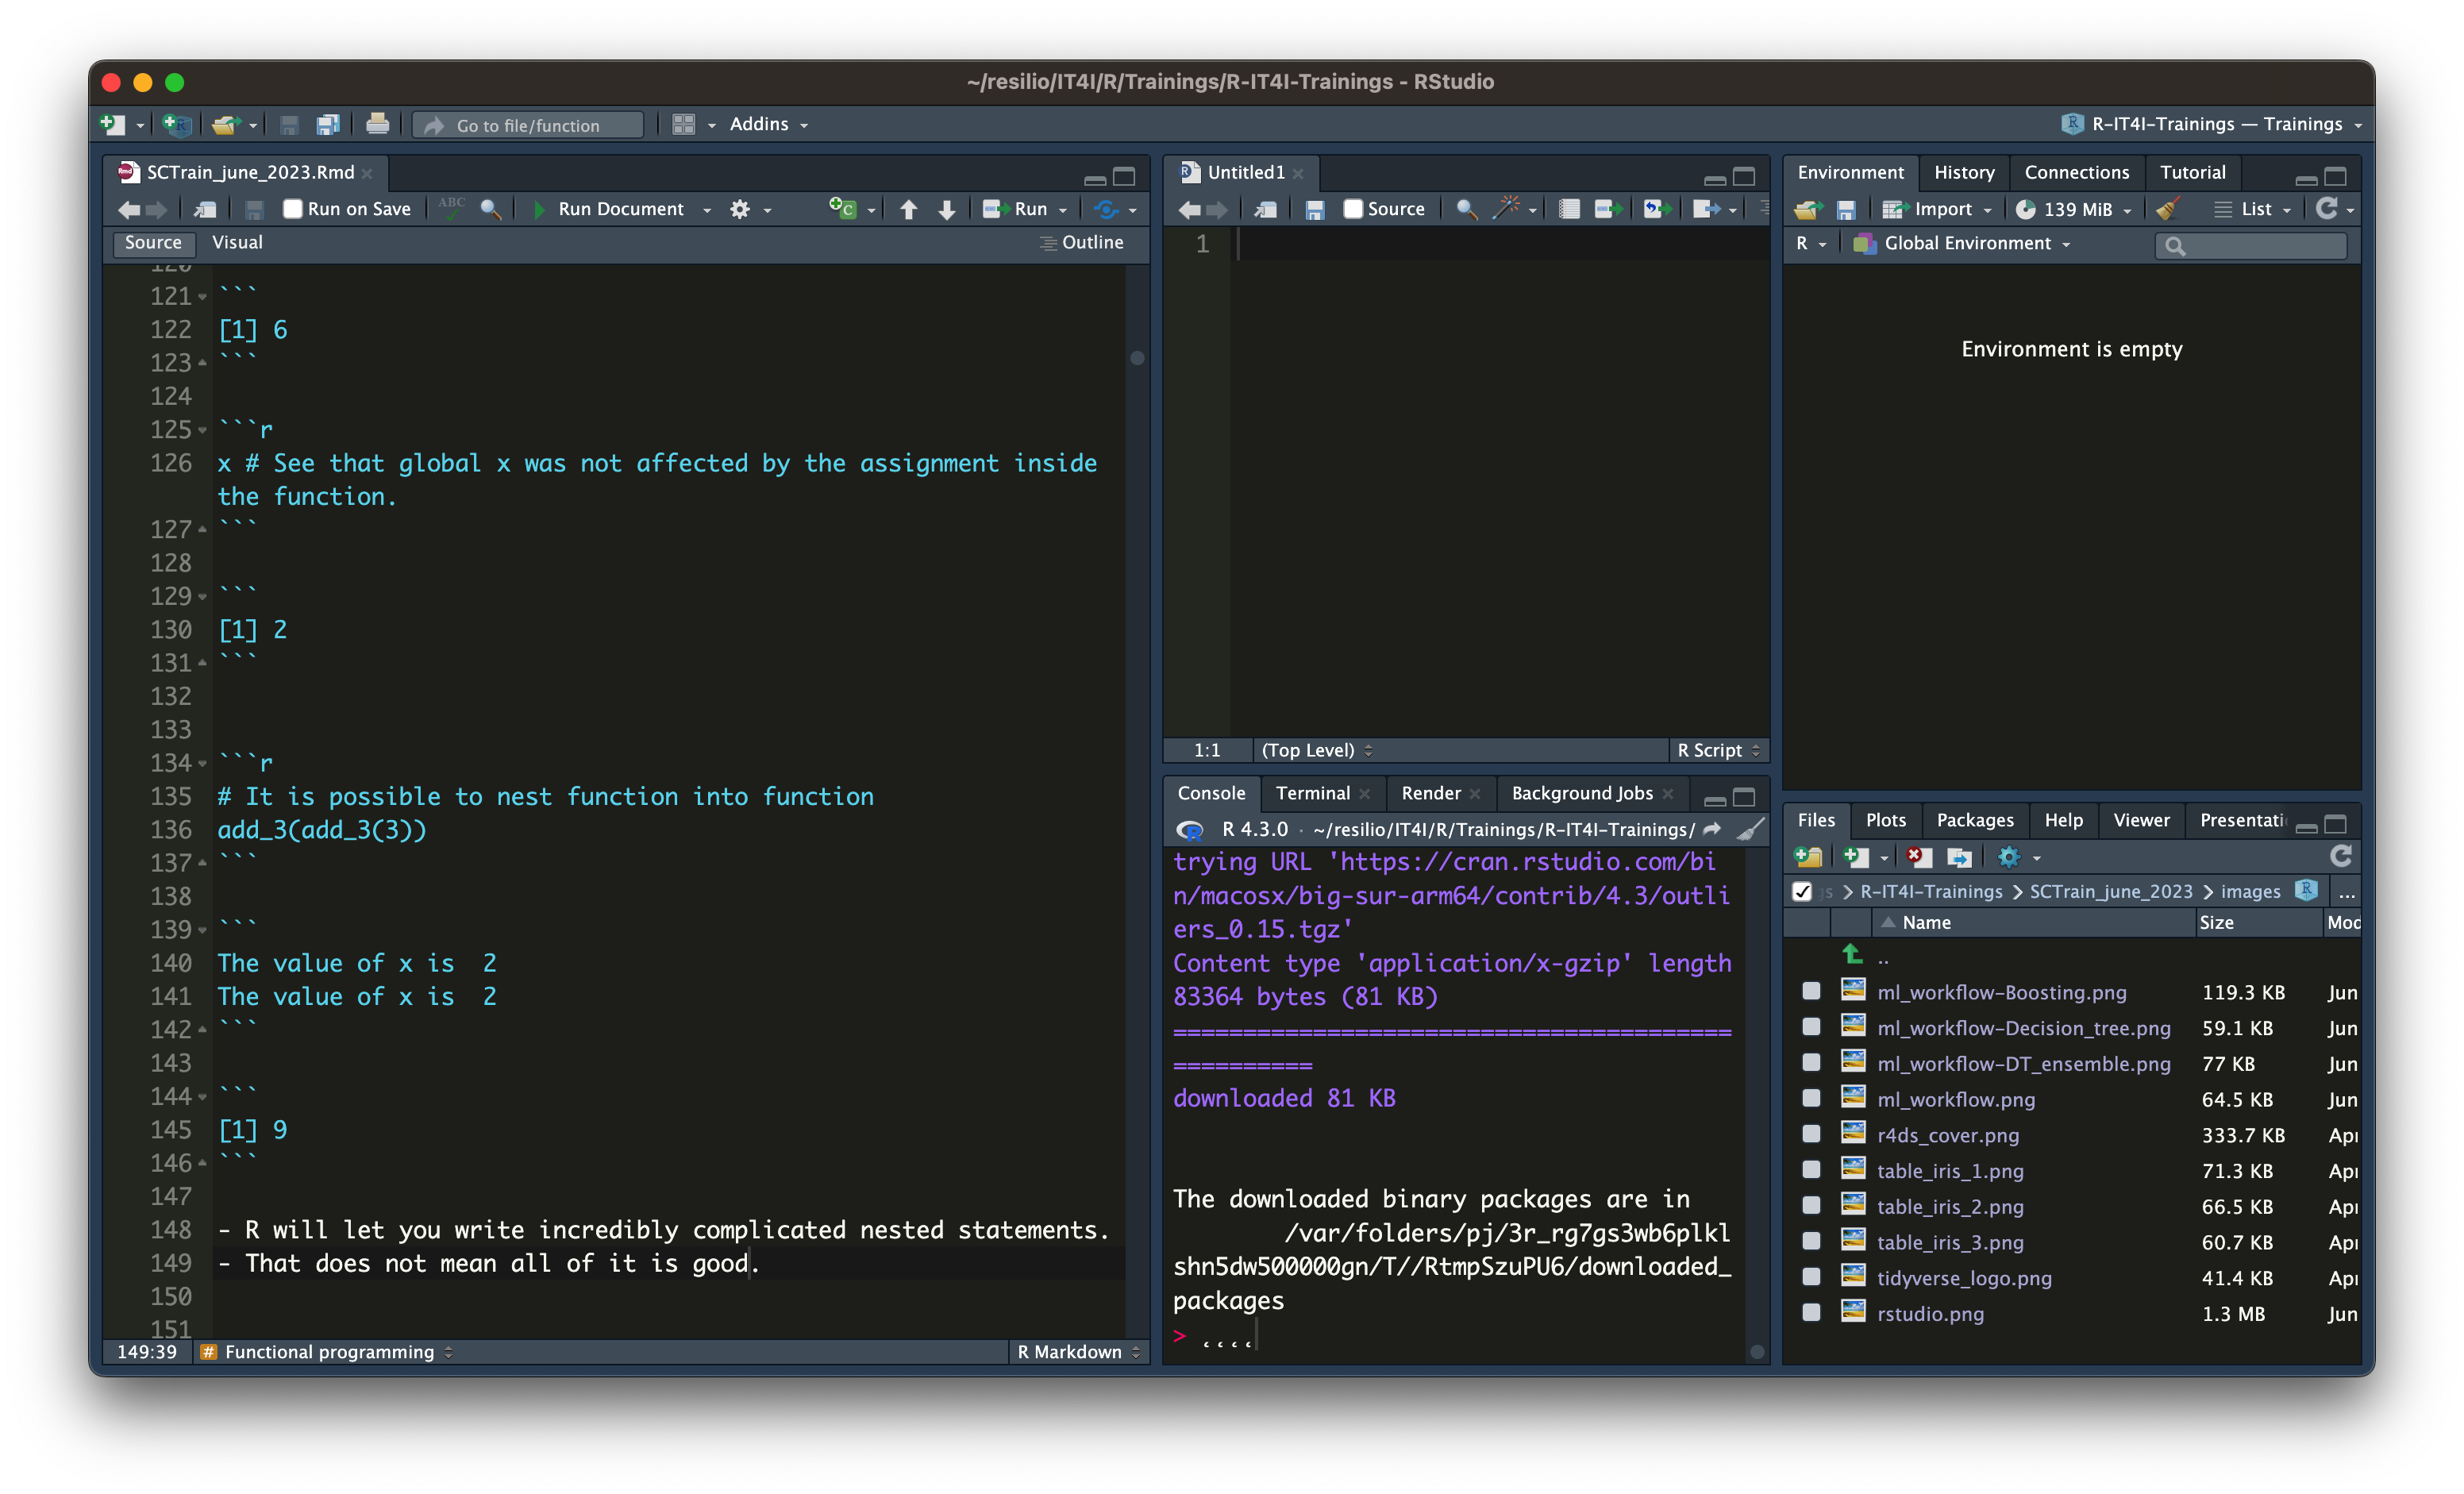 ~/resilio/IT4I/R/Trainings/R-IT4I-Trainings - RStudio
Go to file/function
Addins
R-IT4I-Trainings — Trainings
SCTrain_june_2023.Rmd
Run on Save
ABC
Run Document
Run
Source
Visual
Outline
121 ```
122 [1] 6
123 ```
124
125 ```r
126 x # See that global x was not affected by the assignment inside
the function.
127 ```
128
129 ```
130 [1] 2
131 ```
132
133
134 ```r
135 # It is possible to nest function into function
136 add_3(add_3(3))
137 ```
138
139 ```
140 The value of x is  2
141 The value of x is  2
142 ```
143
144 ```
145 [1] 9
146 ```
147
148 - R will let you write incredibly complicated nested statements.
149 - That does not mean all of it is good.
150
151
149:39
# Functional programming
R Markdown
Untitled1
Source
1
1:1
(Top Level)
R Script
Console
Terminal
Render
Background Jobs
R 4.3.0 · ~/resilio/IT4I/R/Trainings/R-IT4I-Trainings/
trying URL 'https://cran.rstudio.com/bi
n/macosx/big-sur-arm64/contrib/4.3/outli
ers_0.15.tgz'
Content type 'application/x-gzip' length
83364 bytes (81 KB)
========================================
==========
downloaded 81 KB
The downloaded binary packages are in
/var/folders/pj/3r_rg7gs3wb6plkl
shn5dw500000gn/T//RtmpSzuPU6/downloaded_
packages
>
Environment
History
Connections
Tutorial
Import
139 MiB
List
R
Global Environment
Environment is empty
Files
Plots
Packages
Help
Viewer
Presentati
R-IT4I-Trainings > SCTrain_june_2023 > images
...
Name Size Mod
..
ml_workflow-Boosting.png 119.3 KB Jun
ml_workflow-Decision_tree.png 59.1 KB Jun
ml_workflow-DT_ensemble.png 77 KB Jun
ml_workflow.png 64.5 KB Jun
r4ds_cover.png 333.7 KB Apr
table_iris_1.png 71.3 KB Apr
table_iris_2.png 66.5 KB Apr
table_iris_3.png 60.7 KB Apr
tidyverse_logo.png 41.4 KB Apr
rstudio.png 1.3 MB Jun